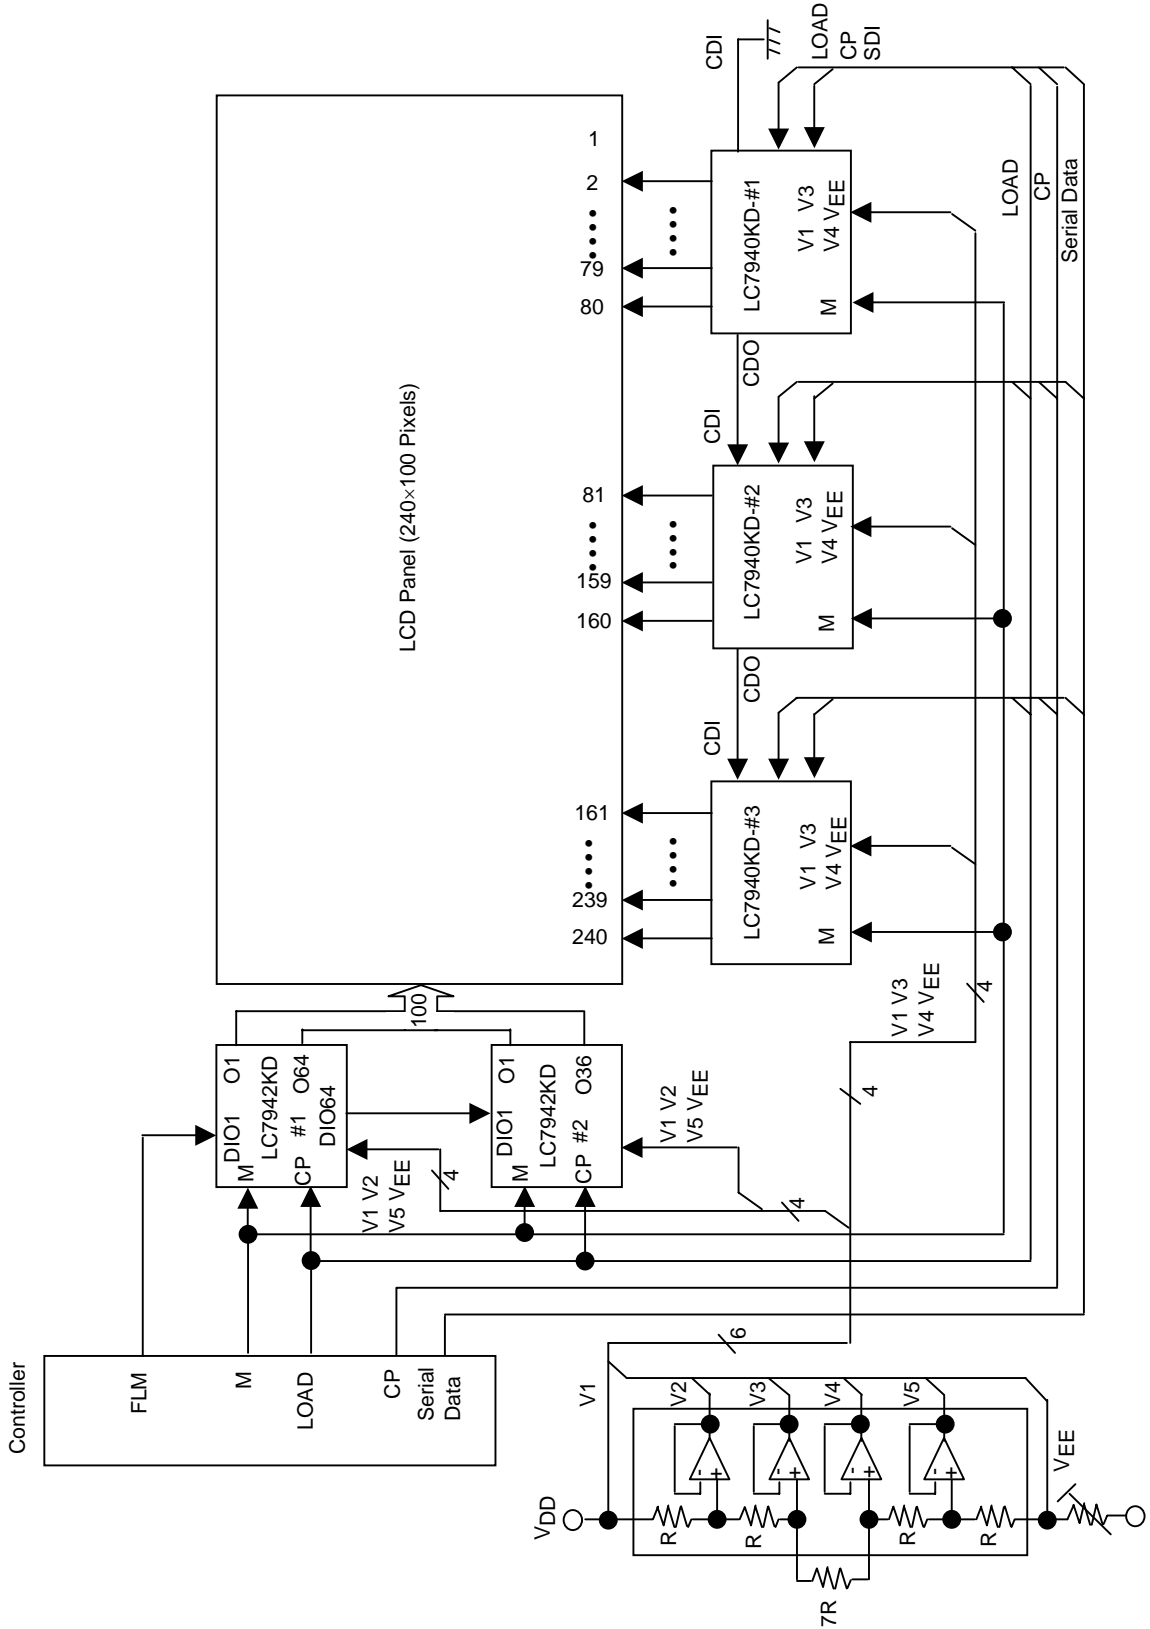 Controller
FLM
M
LOAD
CP
Serial
Data
DIO1 O1
LC7942KD
M
#1
CP
O64
DIO64
V1 V2
V5 VEE
4
DIO1 O1
LC7942KD
M
CP #2 O36
V1 V2
V5 VEE
4
100
LCD Panel (240×100 Pixels)
240
239
161
160
159
81
80
79
2
1
LC7940KD-#3
M
V1 V3
V4 VEE
CDI
CDO
LC7940KD-#2
M
V1 V3
V4 VEE
CDI
CDO
LC7940KD-#1
M
V1 V3
V4 VEE
CDI
LOAD
CP
SDI
LOAD
CP
Serial Data
V1 V3
V4 VEE
4
4
6
VDD
V1
V2
V3
V4
V5
VEE
-
+
-
+
-
+
-
+
R
R
7R
R
R